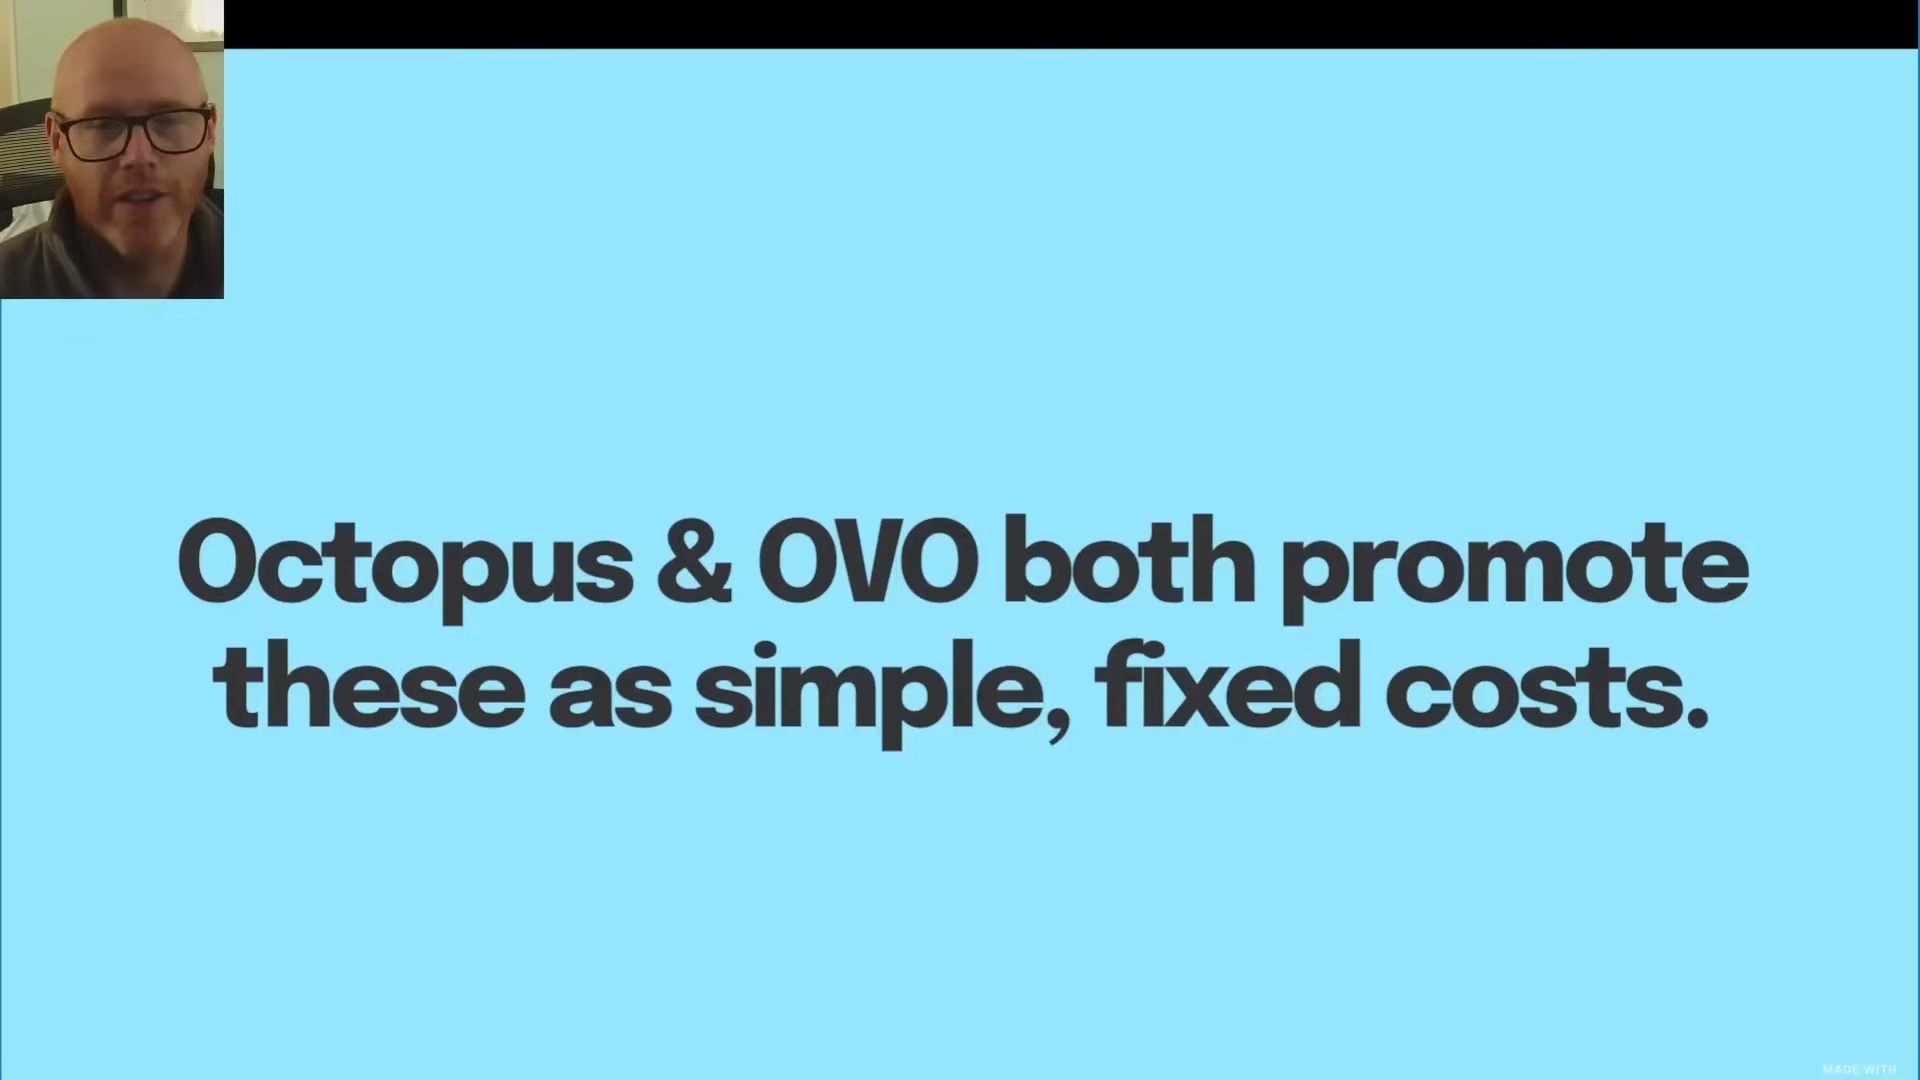 Octopus & OVO both promote
these as simple, fixed costs.
MADE WITH